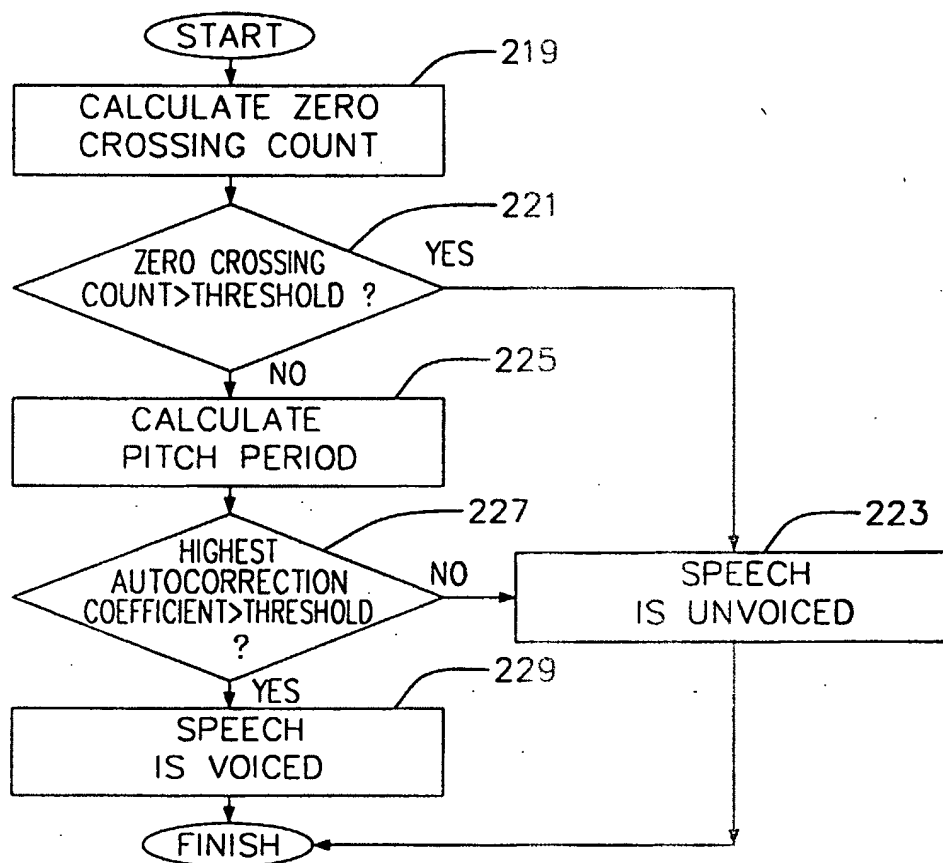 START
219
CALCULATE ZERO
CROSSING COUNT
221
ZERO CROSSING
COUNT>THRESHOLD ?
YES
NO
225
CALCULATE
PITCH PERIOD
227
HIGHEST
AUTOCORRECTION
COEFFICIENT>THRESHOLD
?
NO
223
SPEECH
IS UNVOICED
YES
229
SPEECH
IS VOICED
FINISH